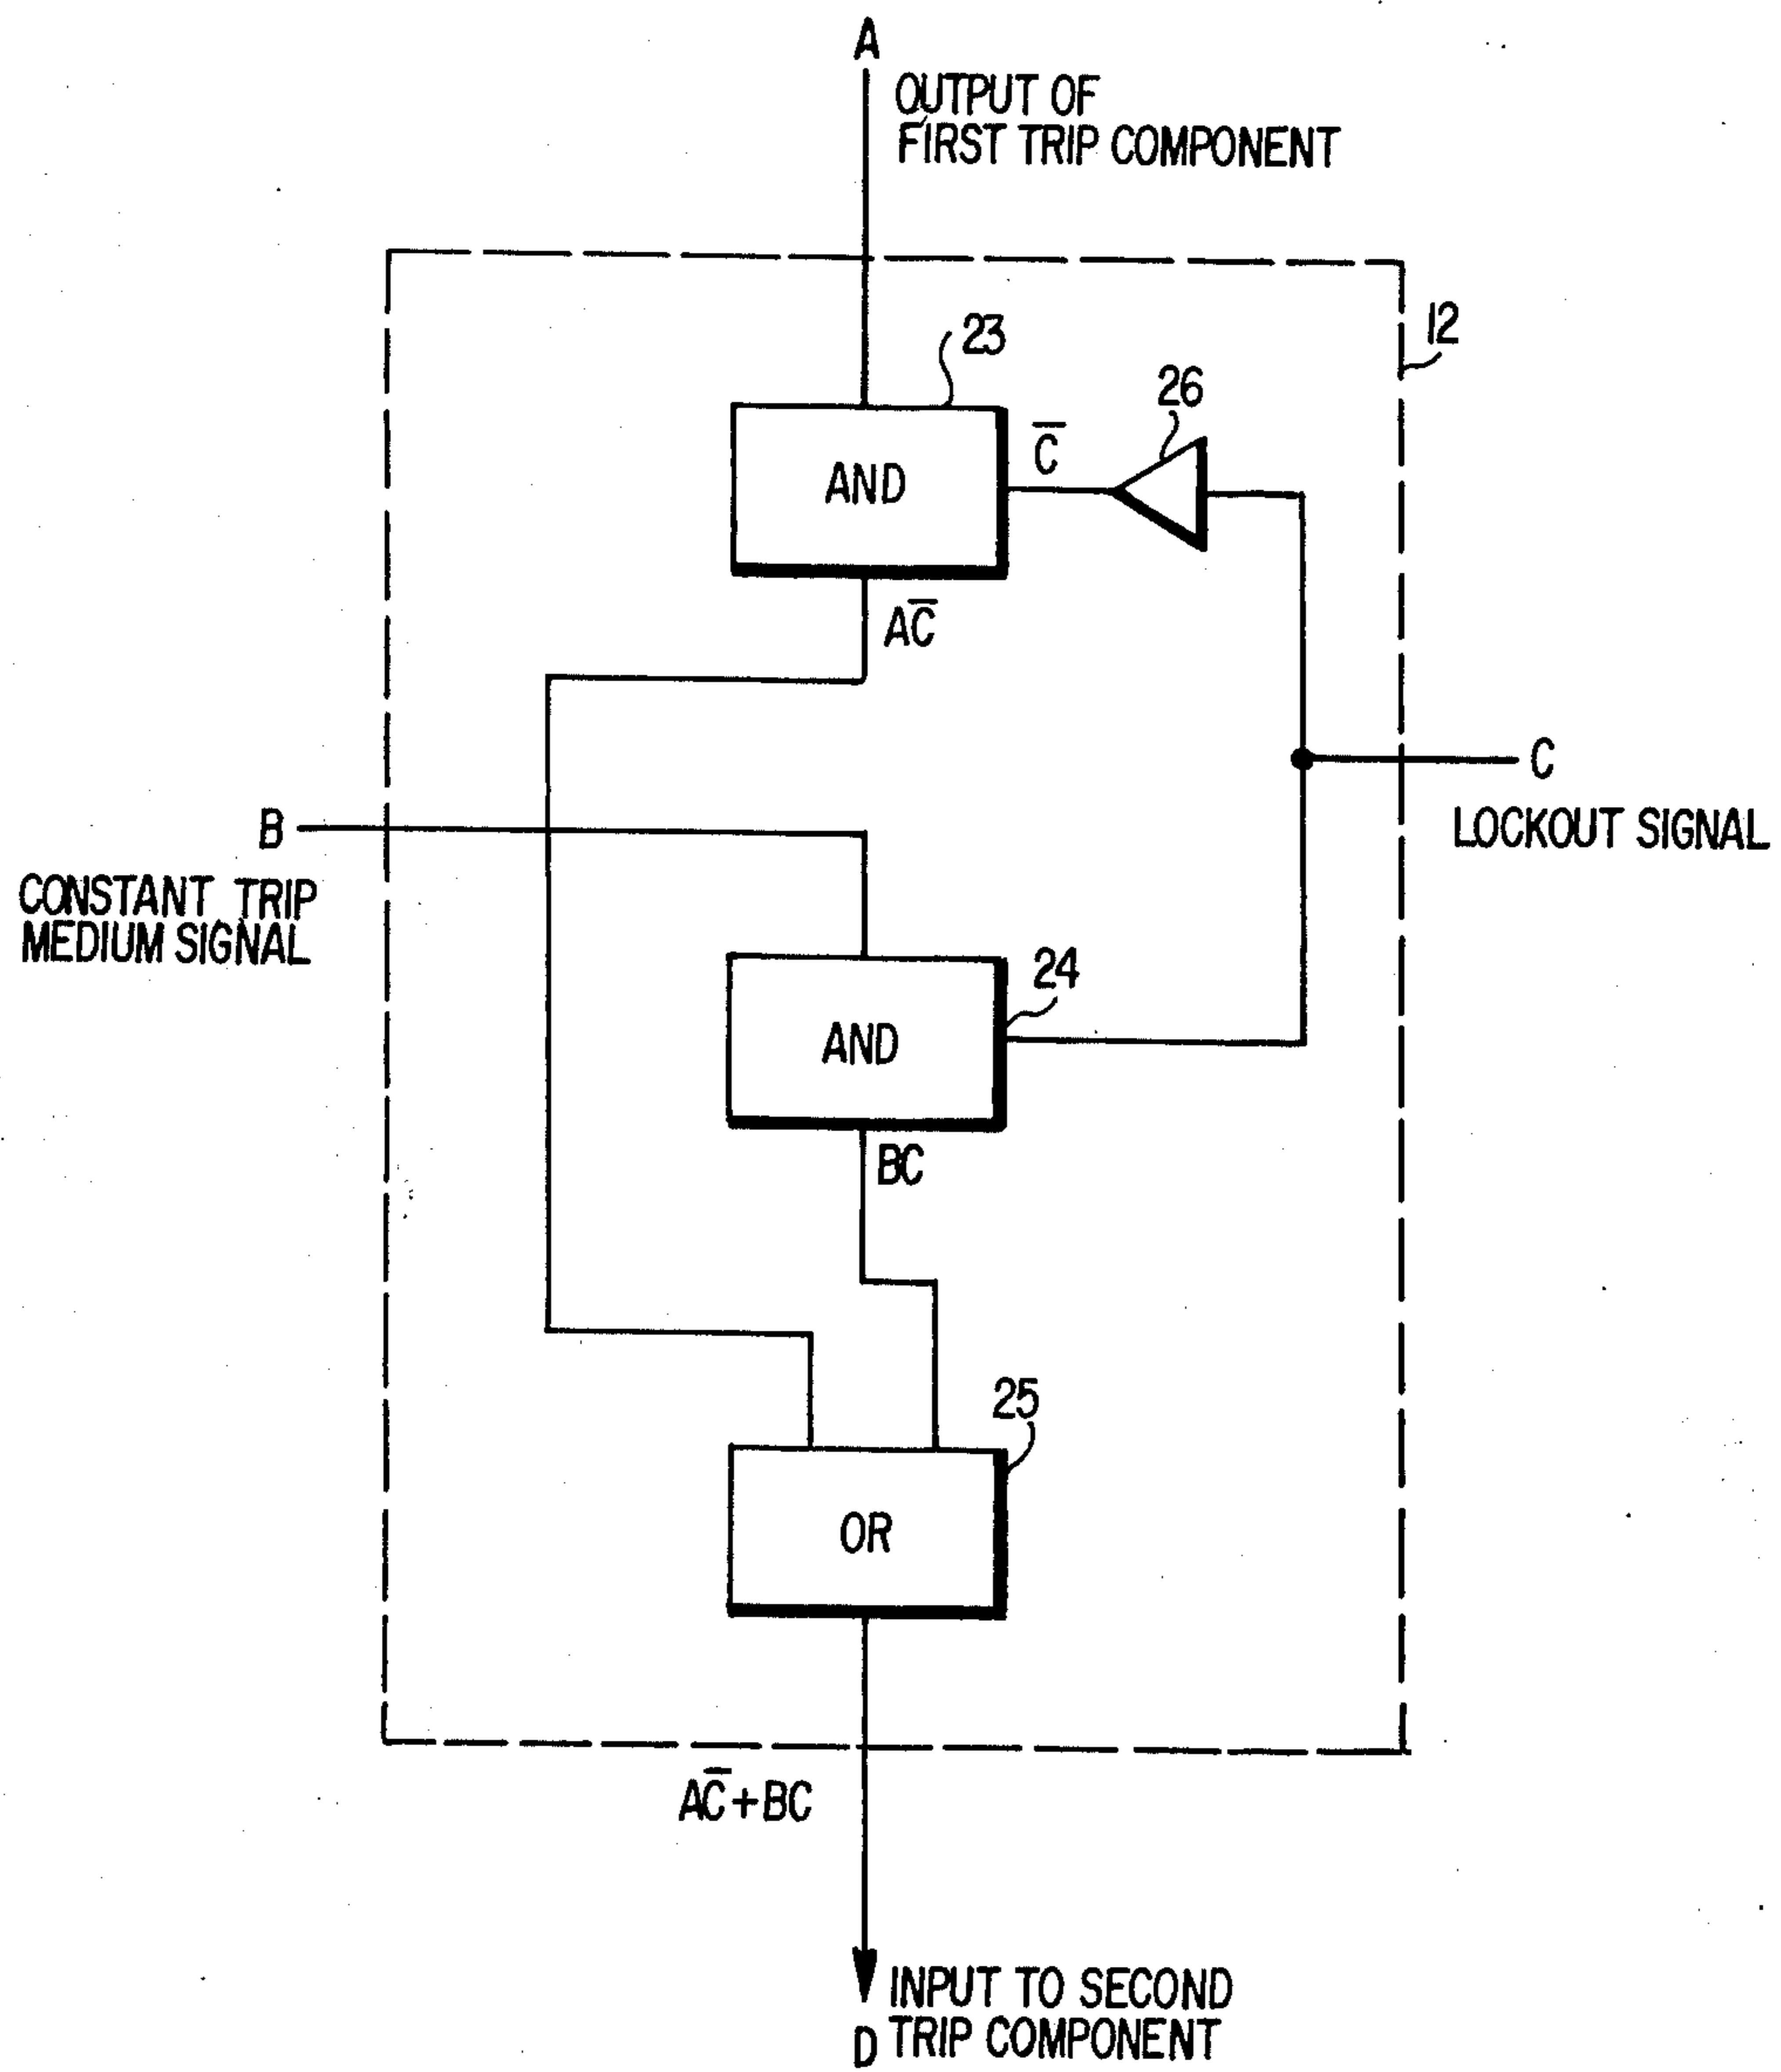 A
OUTPUT OF
FIRST TRIP COMPONENT
23
12
26
C̅
AND
AC̅
C
LOCKOUT SIGNAL
B
CONSTANT TRIP
MEDIUM SIGNAL
24
AND
BC
25
OR
AC̅+BC
INPUT TO SECOND
D TRIP COMPONENT